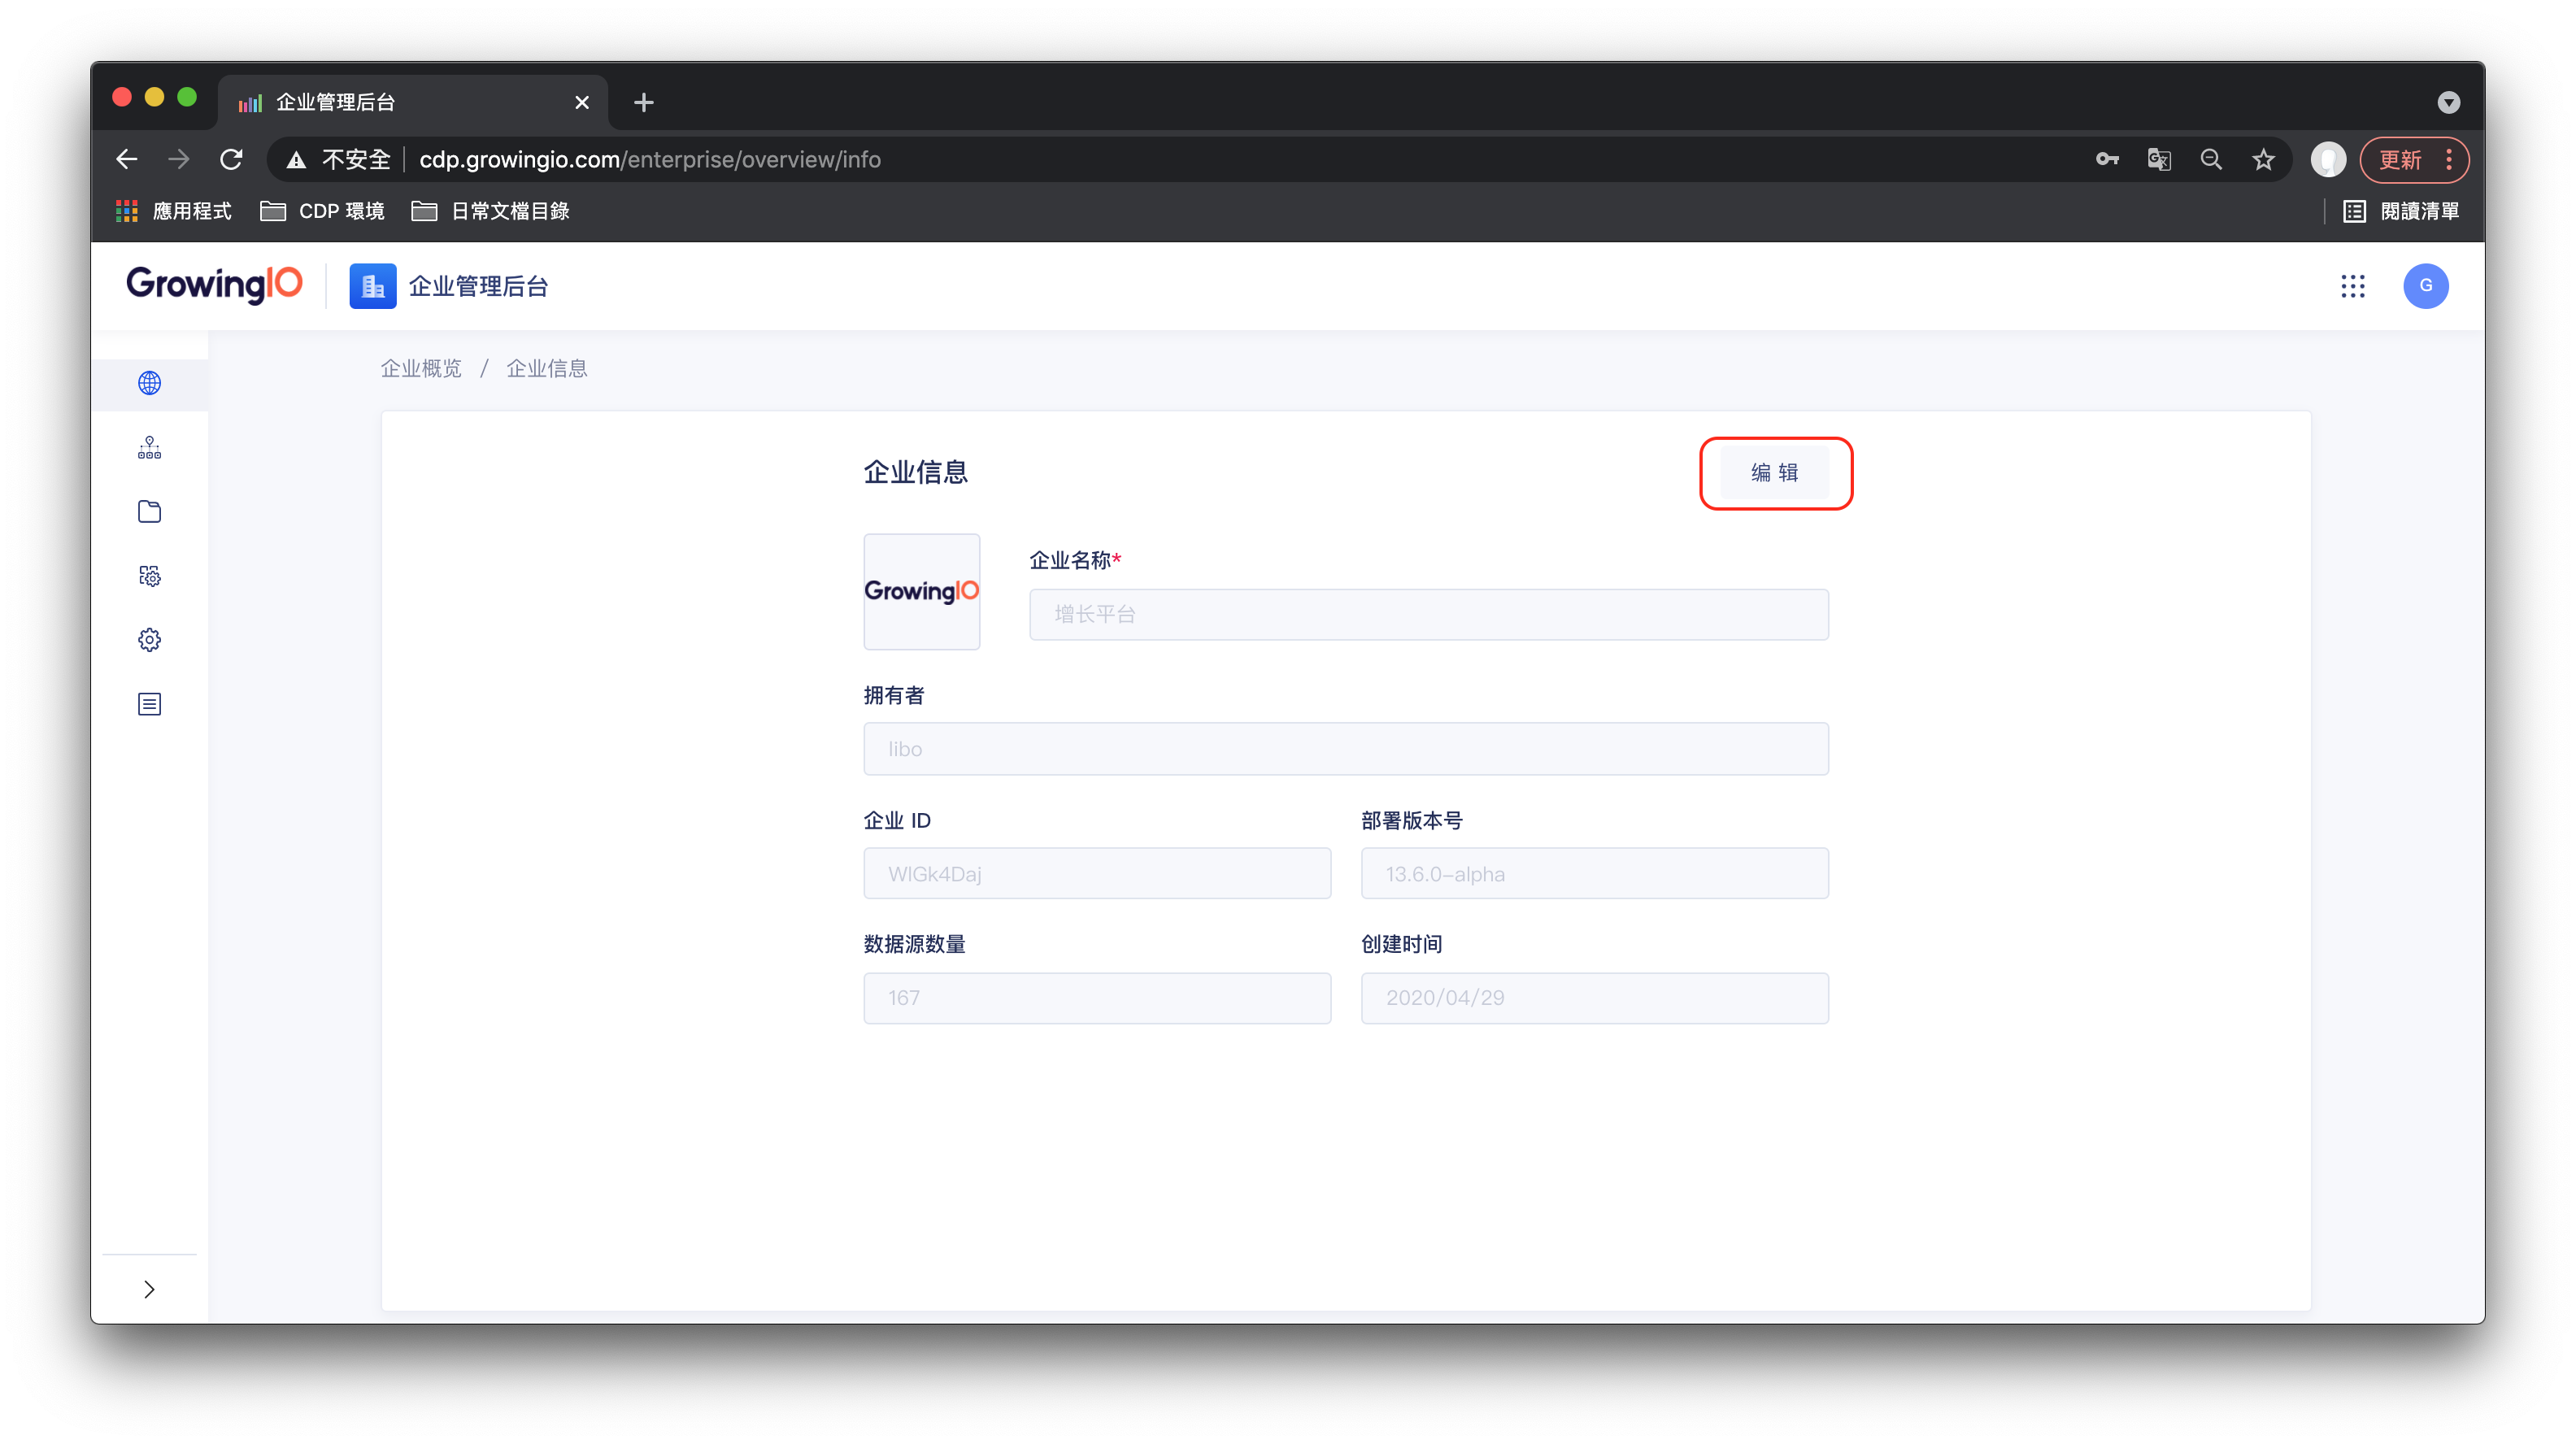 企业管理后台
不安全 cdp.growingio.com/enterprise/overview/info 更新
應用程式 CDP 環境 日常文檔目錄 閱讀清單
GrowingIO 企业管理后台 G
企业概览 / 企业信息
企业信息 编辑
GrowingIO
企业名称*
增长平台
拥有者
libo
企业 ID 部署版本号
WlGk4Daj 13.6.0-alpha
数据源数量 创建时间
167 2020/04/29